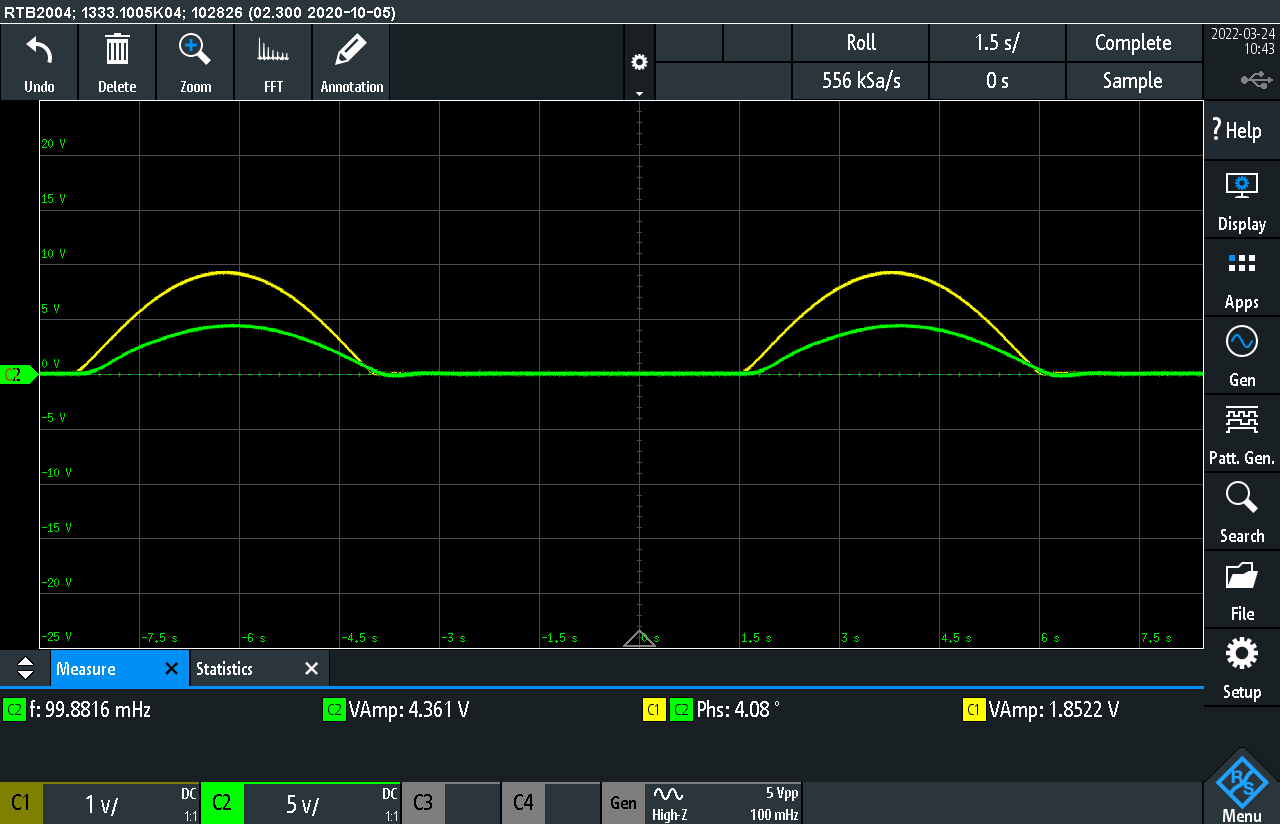 RTB2004; 1333.1005K04; 102826 (02.300 2020-10-05)
Undo
Delete
Zoom
FFT
Annotation
Roll
1.5 s/
Complete
556 kSa/s
0 s
Sample
2022-03-24
10:43
? Help
Display
Apps
Gen
Patt. Gen.
Search
File
Setup
Menu
20 V
15 V
10 V
5 V
0 V
-5 V
-10 V
-15 V
-20 V
-25 V
C2
-7.5 s
-6 s
-4.5 s
-3 s
-1.5 s
0 s
1.5 s
3 s
4.5 s
6 s
7.5 s
Measure
Statistics
C2 f: 99.8816 mHz
C2 VAmp: 4.361 V
C1 C2 Phs: 4.08 °
C1 VAmp: 1.8522 V
C1
1 V/
DC
1:1
C2
5 V/
DC
1:1
C3
C4
Gen
High-Z
5 Vpp
100 mHz
R&S